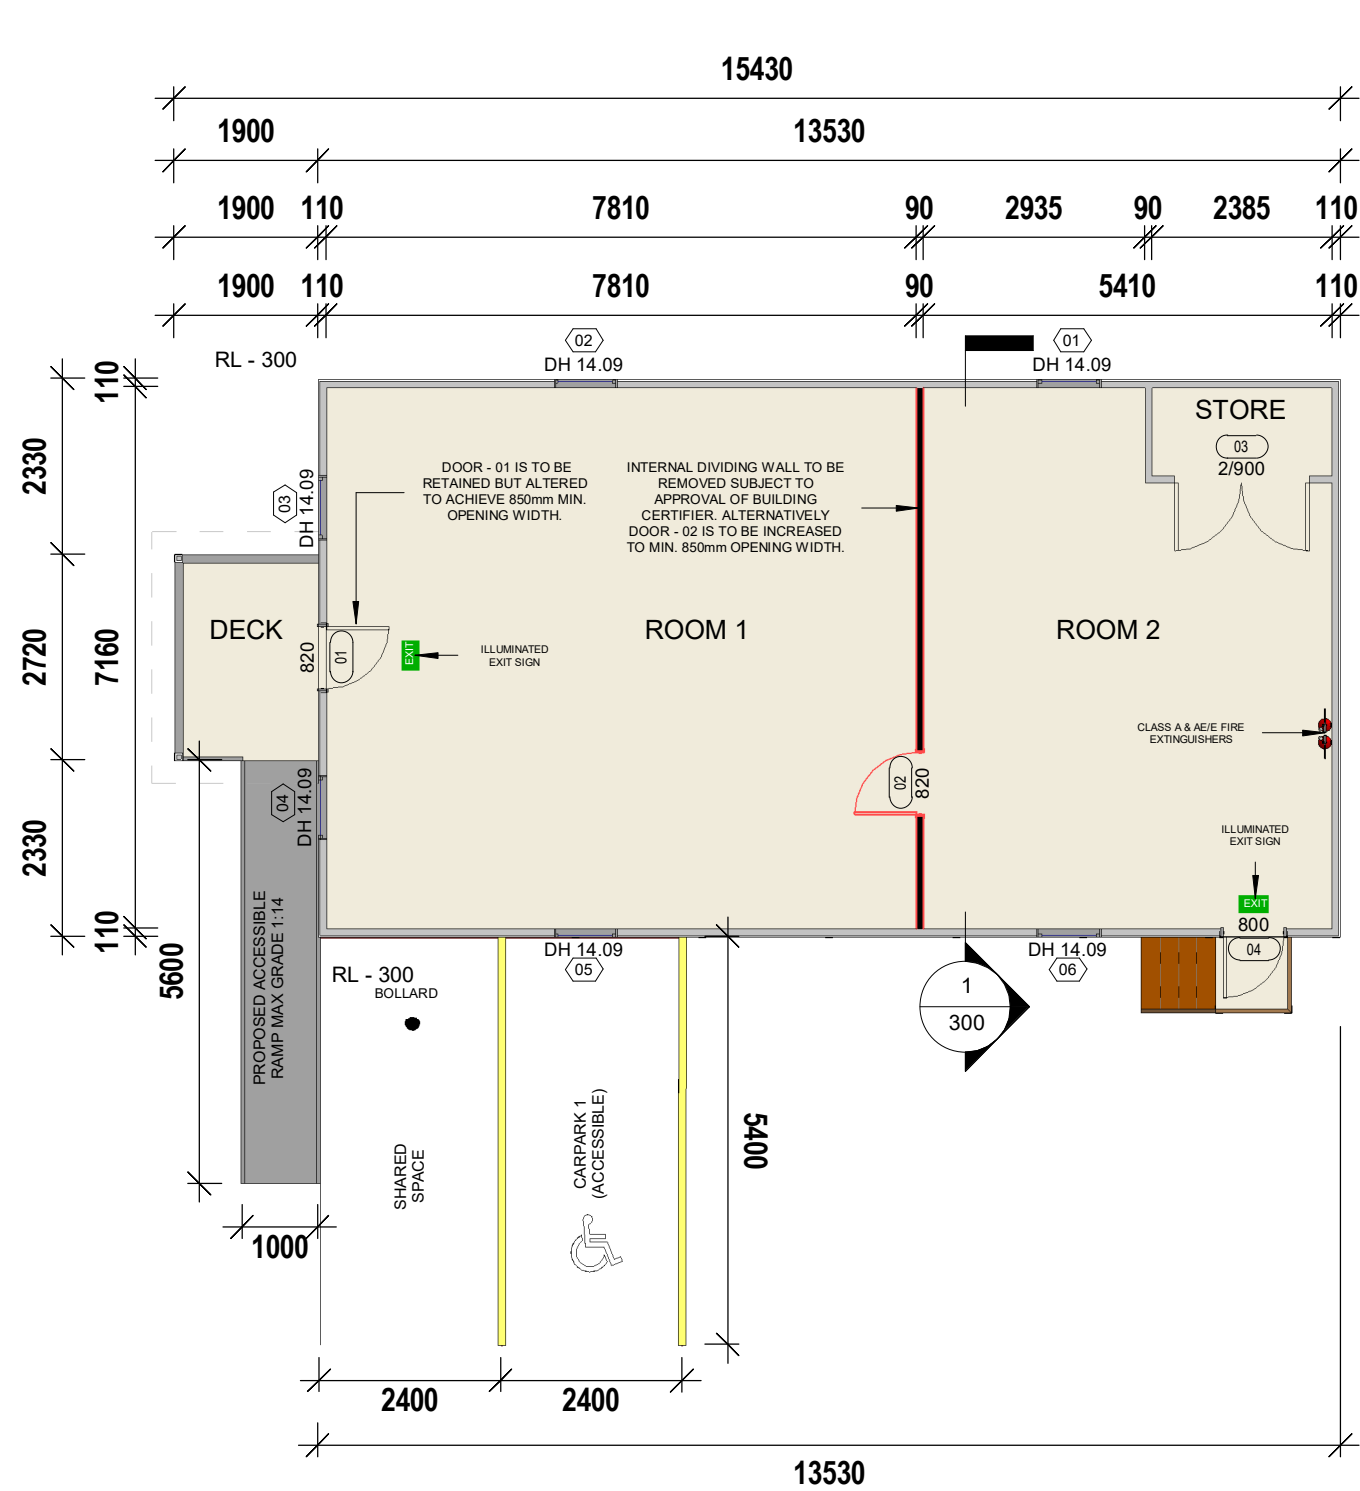 15430
1900
13530
1900
110
7810
90
2935
90
2385
110
1900
110
7810
90
5410
110
RL - 300
02
DH 14.09
01
DH 14.09
110
2330
2720
7160
2330
110
5600
STORE
03
2/900
03
DH 14.09
DOOR - 01 IS TO BE
RETAINED BUT ALTERED
TO ACHIEVE 850mm MIN.
OPENING WIDTH.
INTERNAL DIVIDING WALL TO BE
REMOVED SUBJECT TO
APPROVAL OF BUILDING
CERTIFIER. ALTERNATIVELY
DOOR - 02 IS TO BE INCREASED
TO MIN. 850mm OPENING WIDTH.
DECK
820
01
EXIT
ILLUMINATED
EXIT SIGN
ROOM 1
ROOM 2
CLASS A & AE/E FIRE
EXTINGUISHERS
02
820
04
DH 14.09
ILLUMINATED
EXIT SIGN
EXIT
800
04
PROPOSED ACCESSIBLE
RAMP MAX GRADE 1:14
RL - 300
BOLLARD
DH 14.09
05
DH 14.09
06
1
300
SHARED
SPACE
CARPARK 1
(ACCESSIBLE)
5400
1000
2400
2400
13530